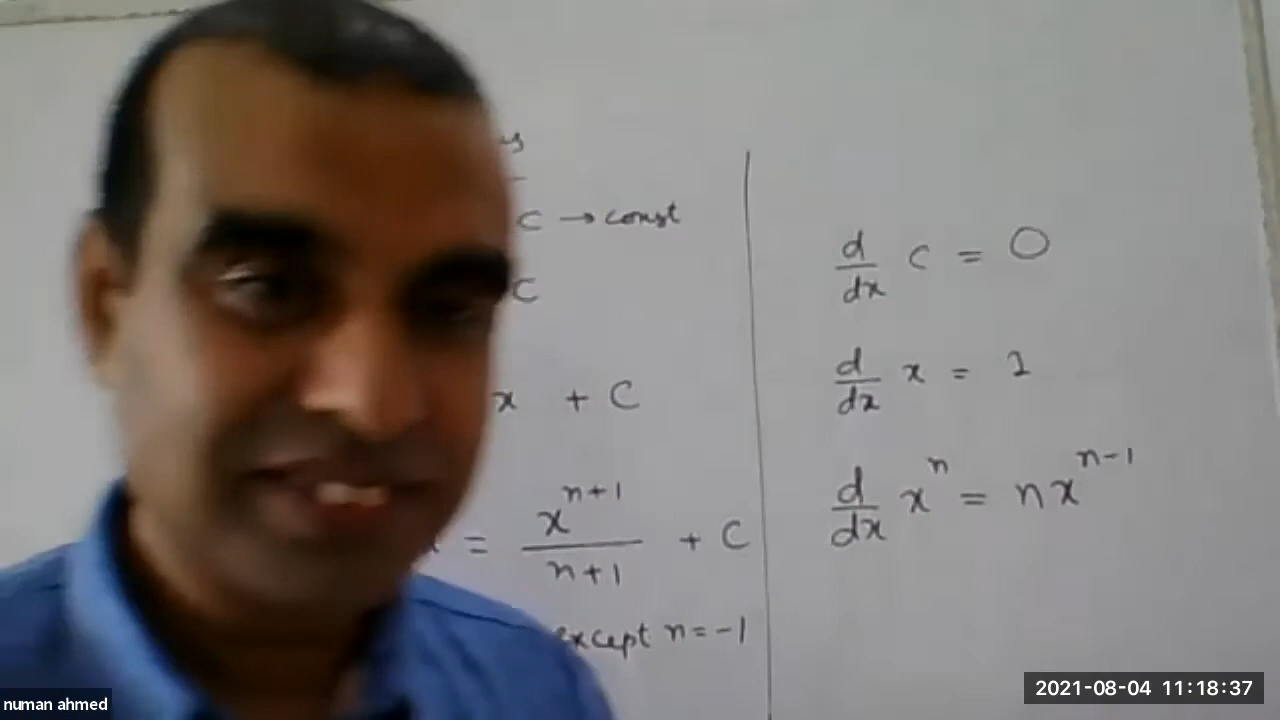 C → const
C
x + C
= x^{n+1}/(n+1) + C
except n = -1
d/dx c = 0
d/dx x = 1
d/dx x^n = nx^{n-1}
numan ahmed
2021-08-04 11:18:37